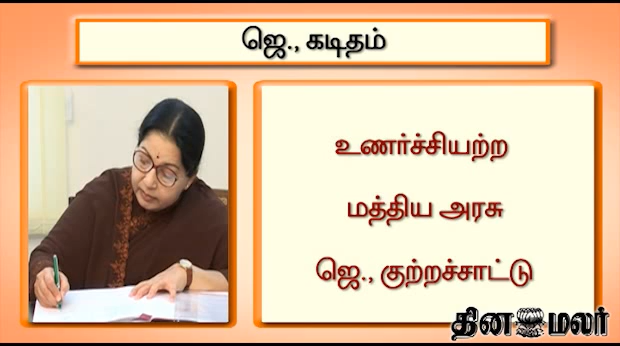 ஜெ., கடிதம்
உணர்ச்சியற்ற
மத்திய அரசு
ஜெ., குற்றச்சாட்டு
தினமலர்